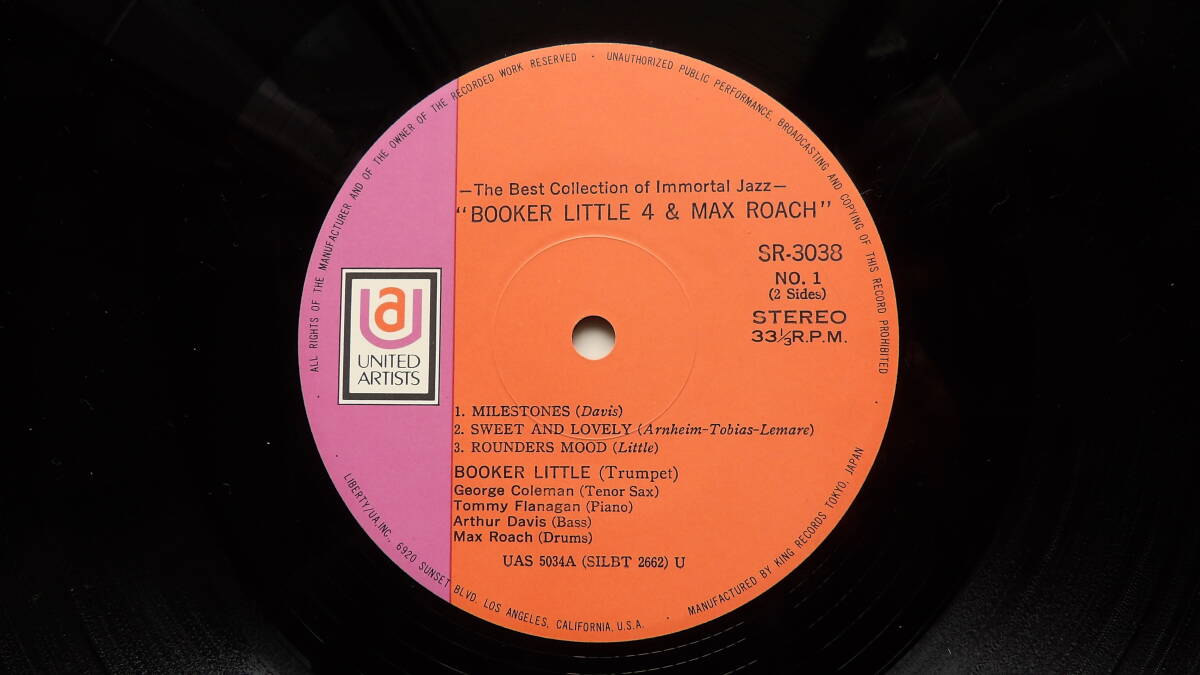 ALL RIGHTS OF THE MANUFACTURER AND OF THE OWNER OF THE RECORDED WORK RESERVED · UNAUTHORIZED PUBLIC PERFORMANCE, BROADCASTING AND COPYING OF THIS RECORD PROHIBITED ·
—The Best Collection of Immortal Jazz—
"BOOKER LITTLE 4 & MAX ROACH"
SR-3038
NO. 1
(2 Sides)
STEREO
33⅓R.P.M.
ua
UNITED
ARTISTS
1. MILESTONES (Davis)
2. SWEET AND LOVELY (Arnheim-Tobias-Lemare)
3. ROUNDERS MOOD (Little)
BOOKER LITTLE (Trumpet)
George Coleman (Tenor Sax)
Tommy Flanagan (Piano)
Arthur Davis (Bass)
Max Roach (Drums)
UAS 5034A (SILBT 2662) U
LIBERTY/UA, INC., 6920 SUNSET BLVD. LOS ANGELES, CALIFORNIA, U.S.A. · MANUFACTURED BY KING RECORDS TOKYO, JAPAN